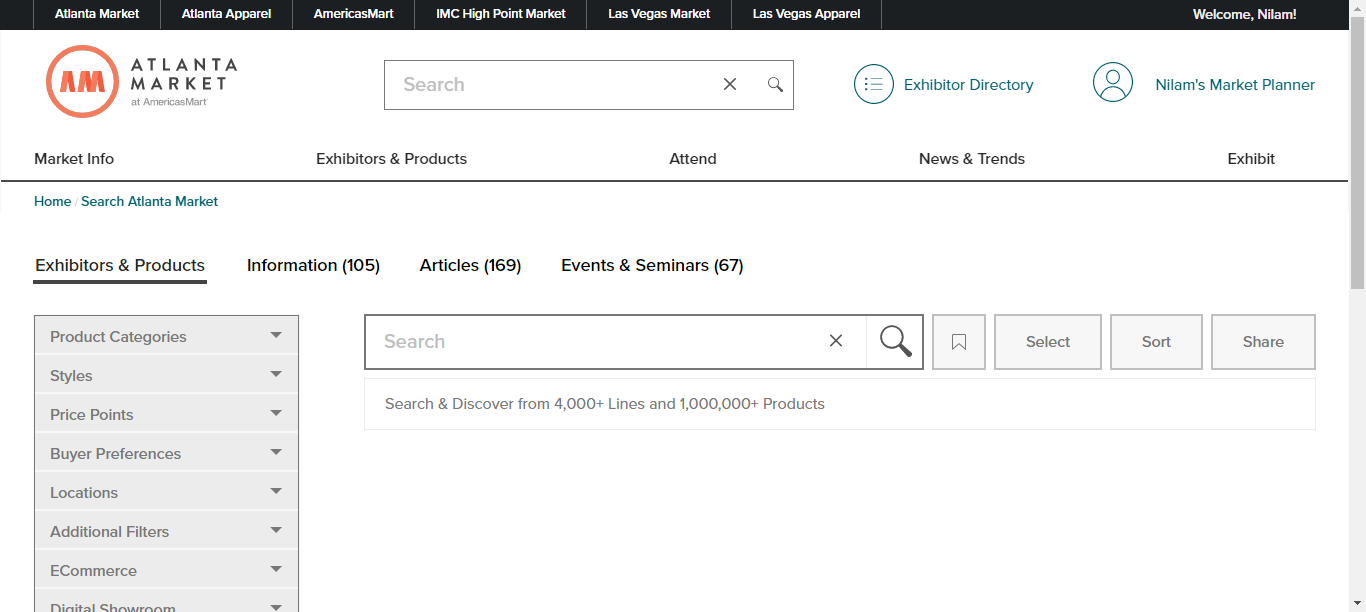 Atlanta Market Atlanta Apparel AmericasMart IMC High Point Market Las Vegas Market Las Vegas Apparel Welcome, Nilam!
AM ATLANTA
MARKET
at AmericasMart
Search
Exhibitor Directory
Nilam's Market Planner
Market Info Exhibitors & Products Attend News & Trends Exhibit
Home / Search Atlanta Market
Exhibitors & Products Information (105) Articles (169) Events & Seminars (67)
Product Categories
Styles
Price Points
Buyer Preferences
Locations
Additional Filters
ECommerce
Digital Showroom
Search
Select Sort Share
Search & Discover from 4,000+ Lines and 1,000,000+ Products